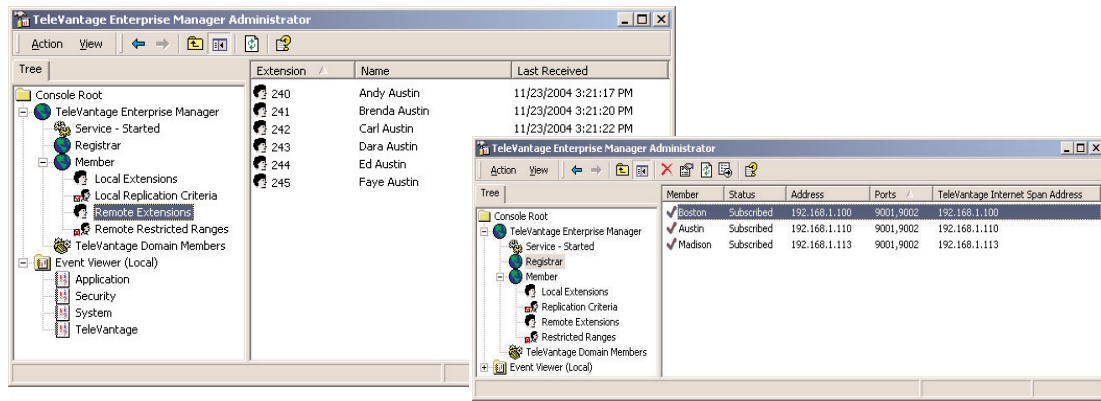 TeleVantage Enterprise Manager Administrator
Action View
Tree
Console Root
TeleVantage Enterprise Manager
Service - Started
Registrar
Member
Local Extensions
Local Replication Criteria
Remote Extensions
Remote Restricted Ranges
TeleVantage Domain Members
Event Viewer (Local)
Application
Security
System
TeleVantage
Extension Name Last Received
240 Andy Austin 11/23/2004 3:21:17 PM
241 Brenda Austin 11/23/2004 3:21:20 PM
242 Carl Austin 11/23/2004 3:21:22 PM
243 Dara Austin
244 Ed Austin
245 Faye Austin
TeleVantage Enterprise Manager Administrator
Action View
Tree
Console Root
TeleVantage Enterprise Manager
Service - Started
Registrar
Member
Local Extensions
Replication Criteria
Remote Extensions
Restricted Ranges
TeleVantage Domain Members
Event Viewer (Local)
Member Status Address Ports TeleVantage Internet Span Address
Boston Subscribed 192.168.1.100 9001,9002 192.168.1.100
Austin Subscribed 192.168.1.110 9001,9002 192.168.1.110
Madison Subscribed 192.168.1.113 9001,9002 192.168.1.113